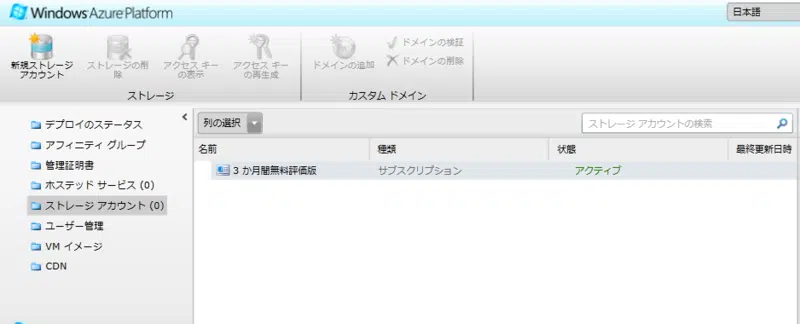 Windows Azure Platform
日本語
新規ストレージ
アカウント
ストレージの削
除
アクセス キー
の表示
アクセス キー
の再生成
ドメインの追加
ドメインの検証
ドメインの削除
ストレージ
カスタム ドメイン
デプロイのステータス
アフィニティ グループ
管理証明書
ホステッド サービス (0)
ストレージ アカウント (0)
ユーザー管理
VM イメージ
CDN
列の選択
ストレージ アカウントの検索
名前
種類
状態
最終更新日時
3 か月間無料評価版
サブスクリプション
アクティブ